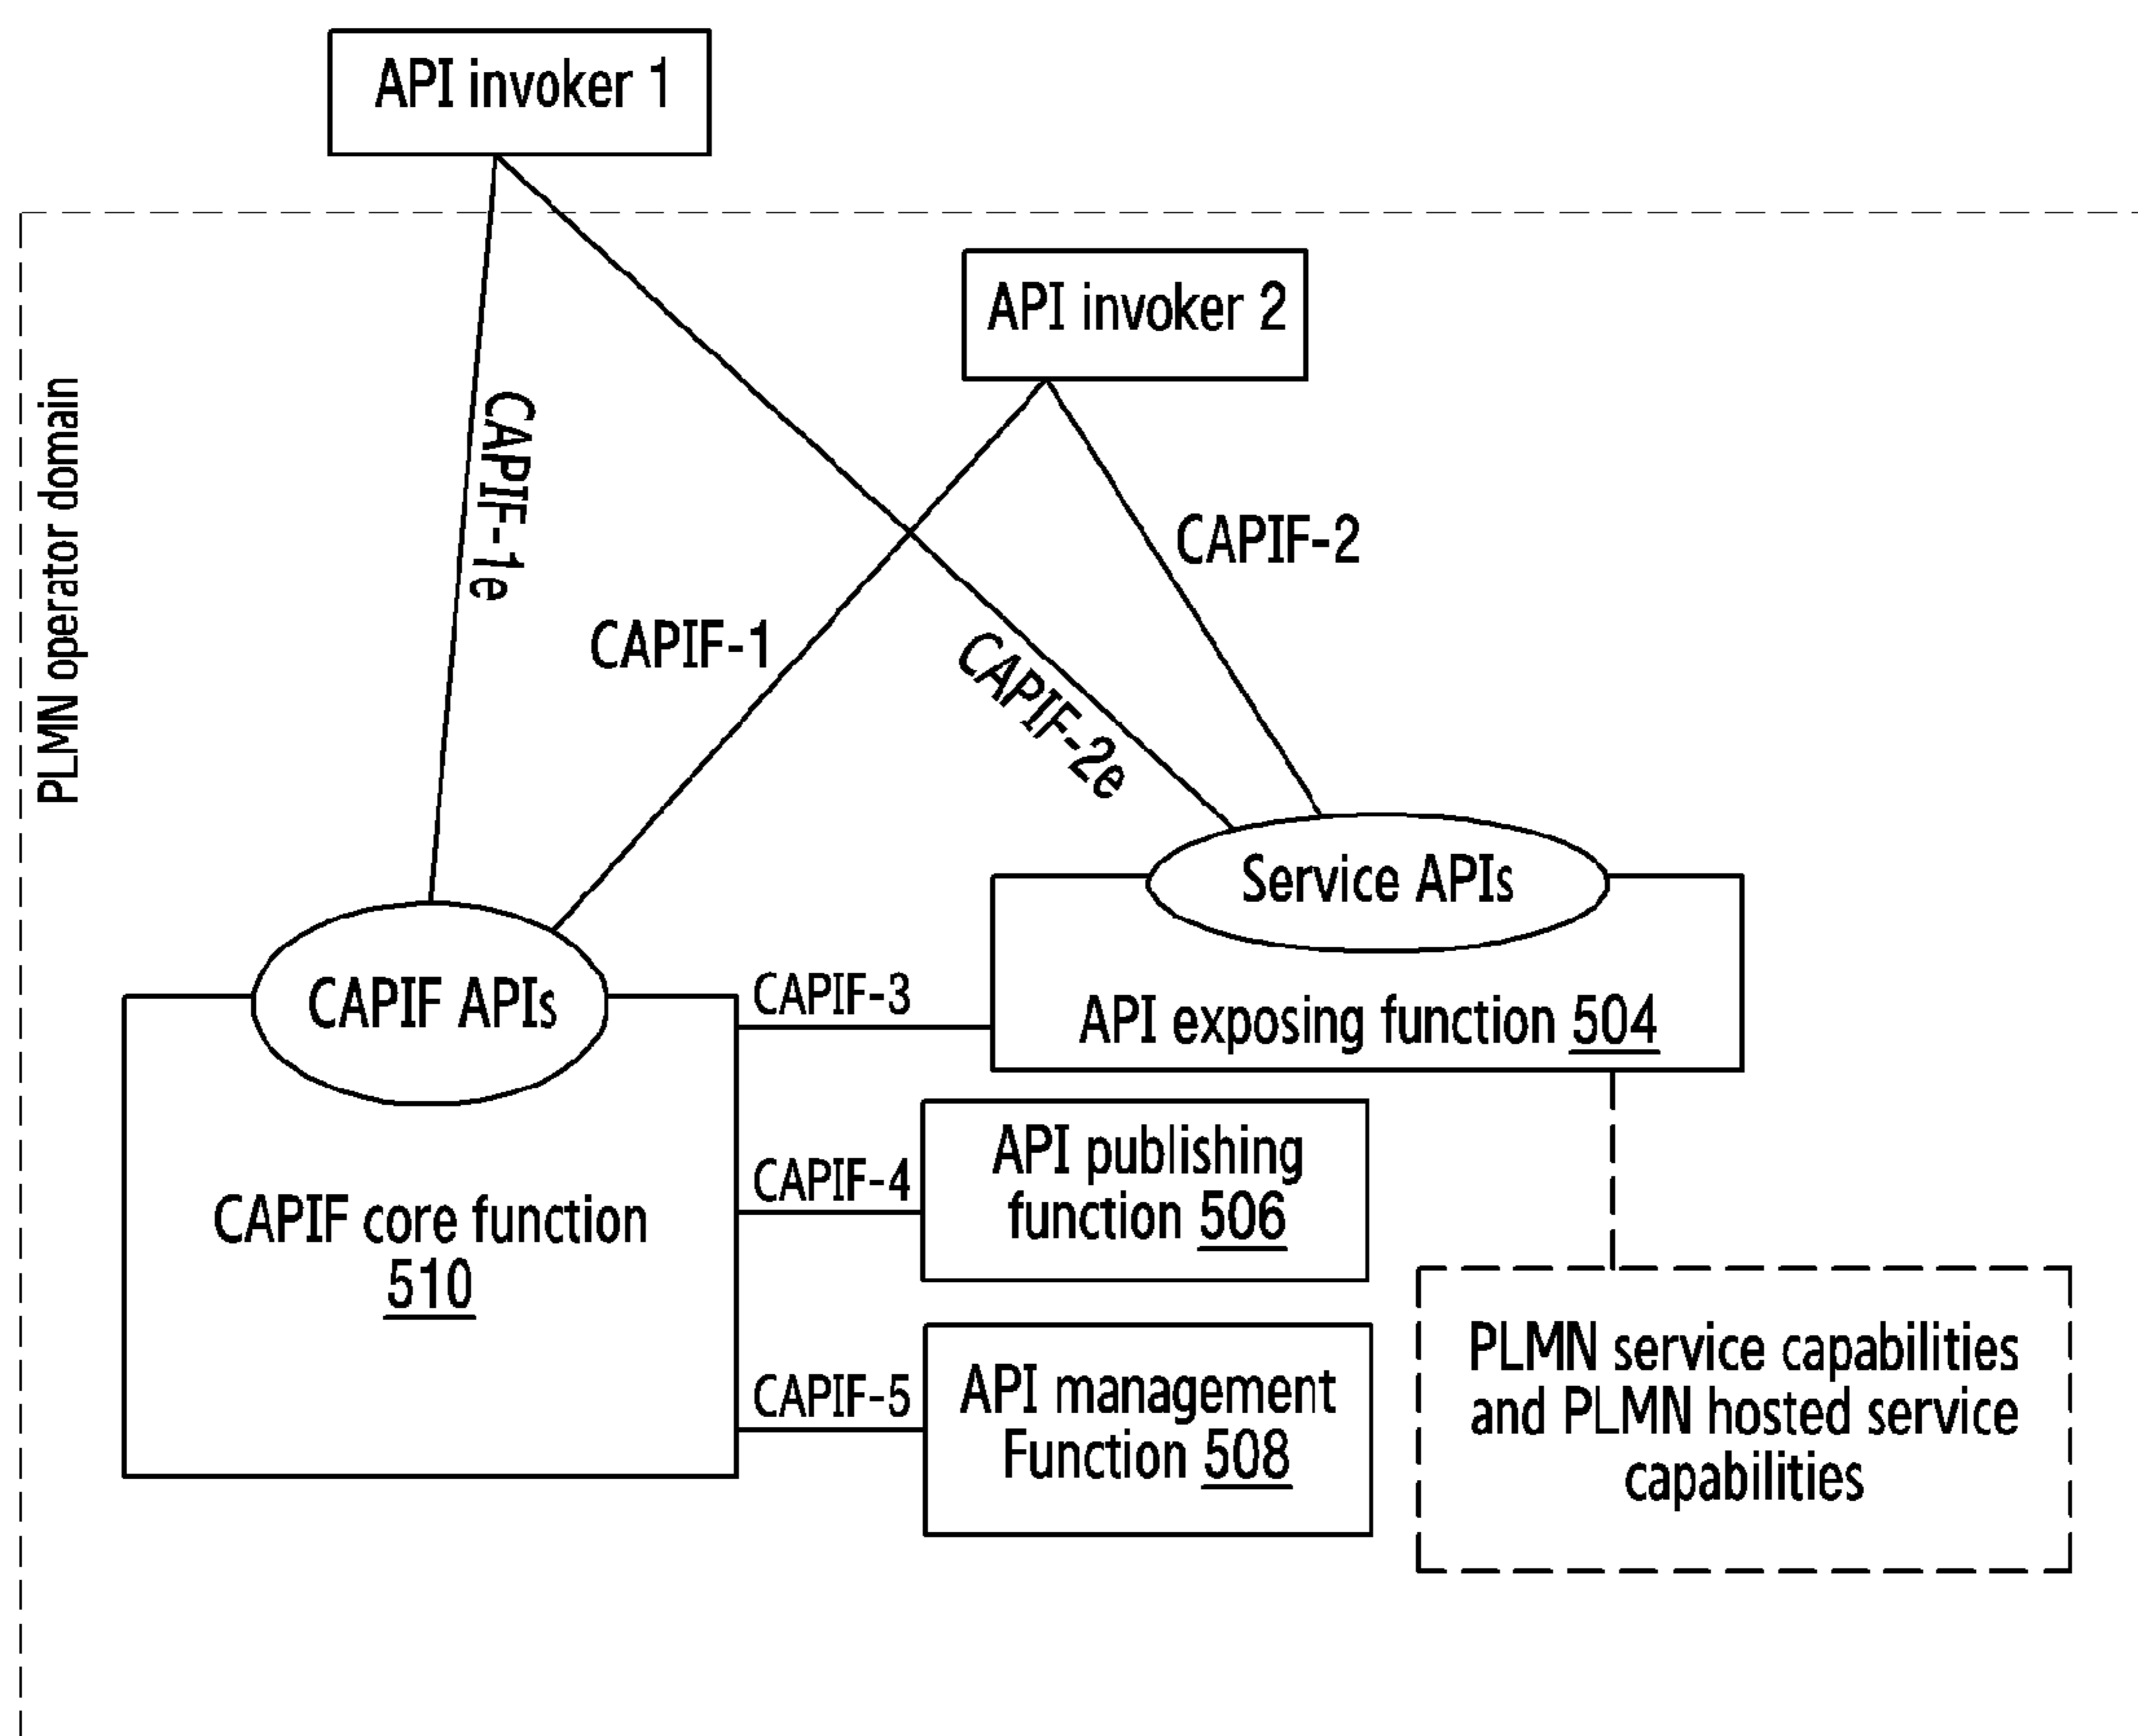 API invoker 1
API invoker 2
PLMN operator domain
CAPIF-1e
CAPIF-2
CAPIF-1
CAPIF-2e
Service APIs
CAPIF APIs
CAPIF-3
API exposing function 504
API publishing
function 506
CAPIF-4
CAPIF core function
510
PLMN service capabilities
and PLMN hosted service
capabilities
CAPIF-5
API management
Function 508